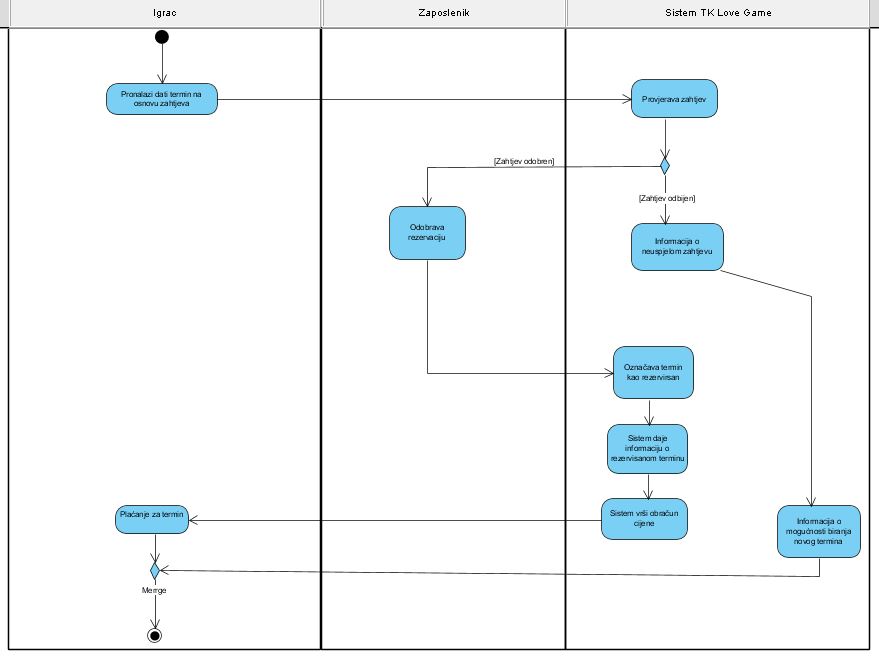 Igrac
Zaposlenik
Sistem TK Love Game
Pronalazi dati termin na
osnovu zahtjeva
Provjerava zahtjev
[Zahtjev odobren]
[Zahtjev odbijen]
Odobrava
rezervaciju
Informacija o
neuspjelom zahtjevu
Označava termin
kao rezervirsan
Sistem daje
informaciju o
rezervisanom terminu
Sistem vrši obračun
cijene
Plaćanje za termin
Informacija o
mogućnosti biranja
novog termina
Merrge